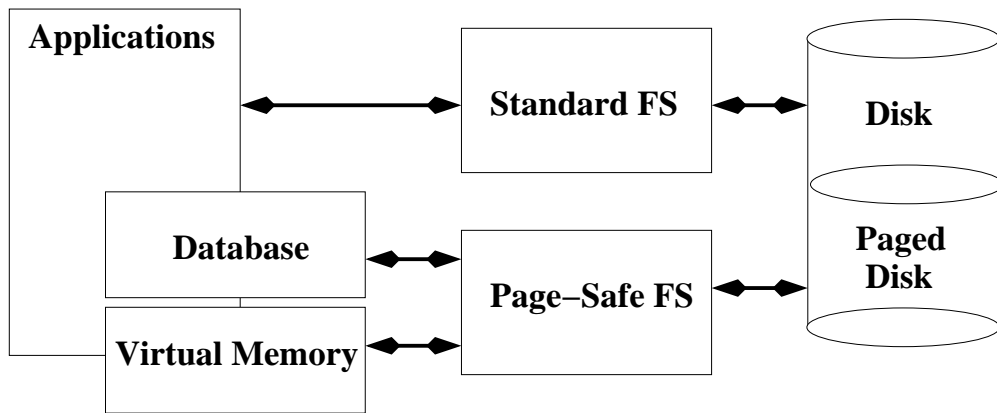 Applications
Standard FS
Disk
Database
Page–Safe FS
Paged
Disk
Virtual Memory